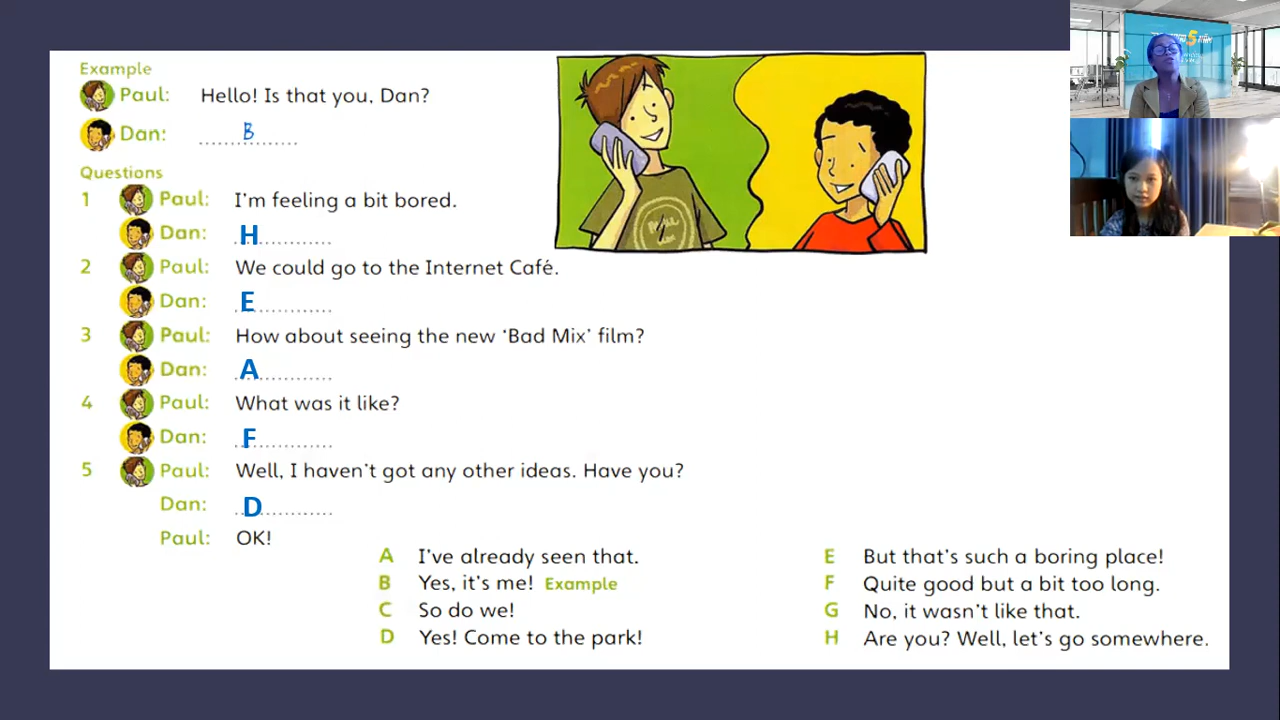 Example
Paul: Hello! Is that you, Dan?
Dan: B
Questions
1 Paul: I'm feeling a bit bored.
Dan: H
2 Paul: We could go to the Internet Café.
Dan: E
3 Paul: How about seeing the new 'Bad Mix' film?
Dan: A
4 Paul: What was it like?
Dan: F
5 Paul: Well, I haven't got any other ideas. Have you?
Dan: D
Paul: OK!
A I've already seen that.
B Yes, it's me! Example
C So do we!
D Yes! Come to the park!
E But that's such a boring place!
F Quite good but a bit too long.
G No, it wasn't like that.
H Are you? Well, let's go somewhere.